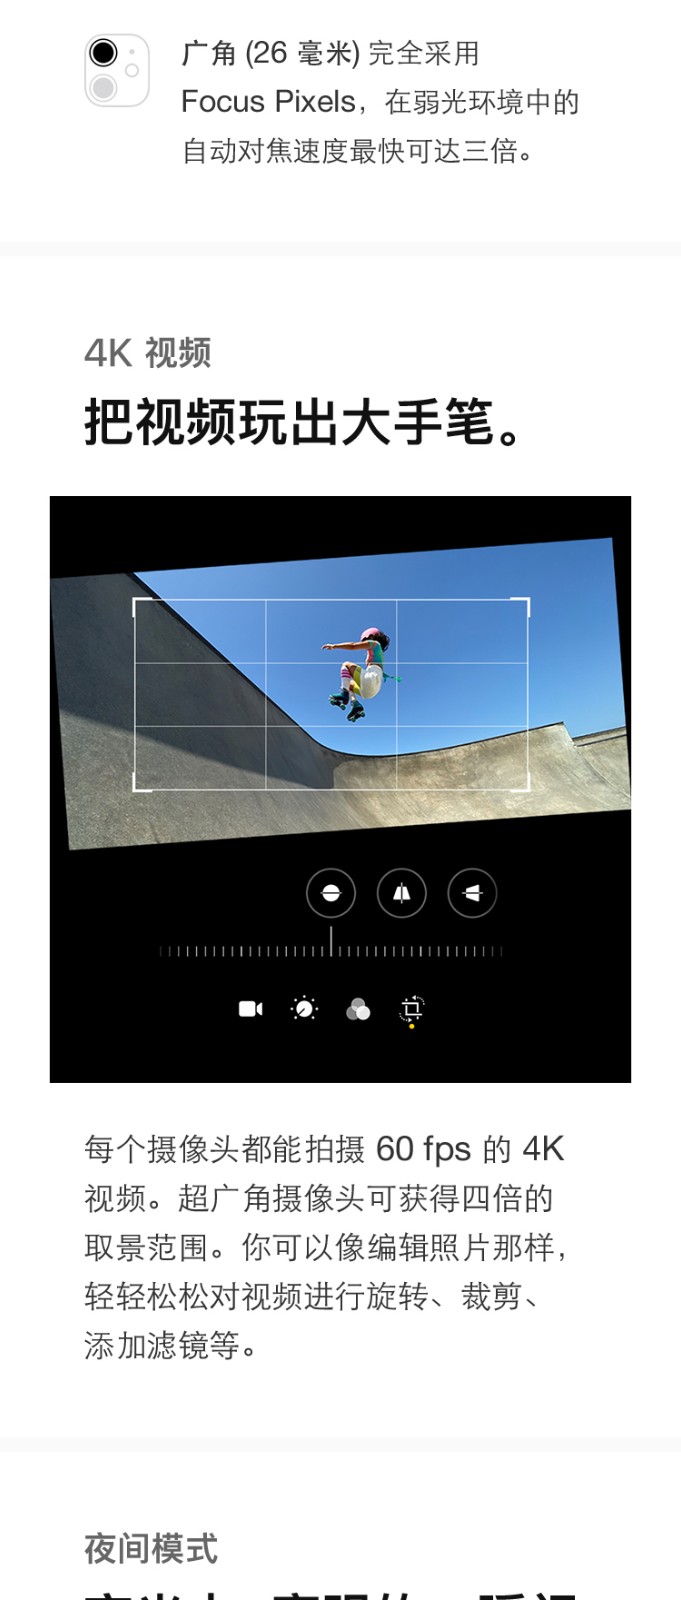 广角 (26 毫米) 完全采用
Focus Pixels，在弱光环境中的
自动对焦速度最快可达三倍。
4K 视频
把视频玩出大手笔。
每个摄像头都能拍摄 60 fps 的 4K
视频。超广角摄像头可获得四倍的
取景范围。你可以像编辑照片那样，
轻轻松松对视频进行旋转、裁剪、
添加滤镜等。
夜间模式